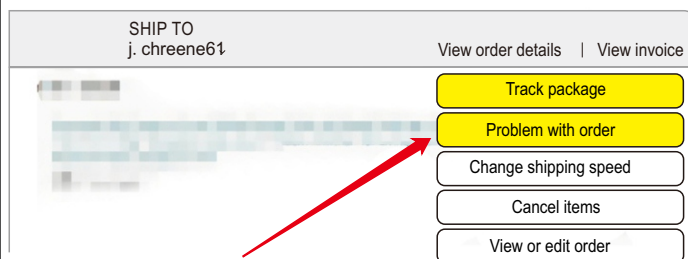 SHIP TO
j. chreene61
View order details | View invoice
Track package
Problem with order
Change shipping speed
Cancel items
View or edit order